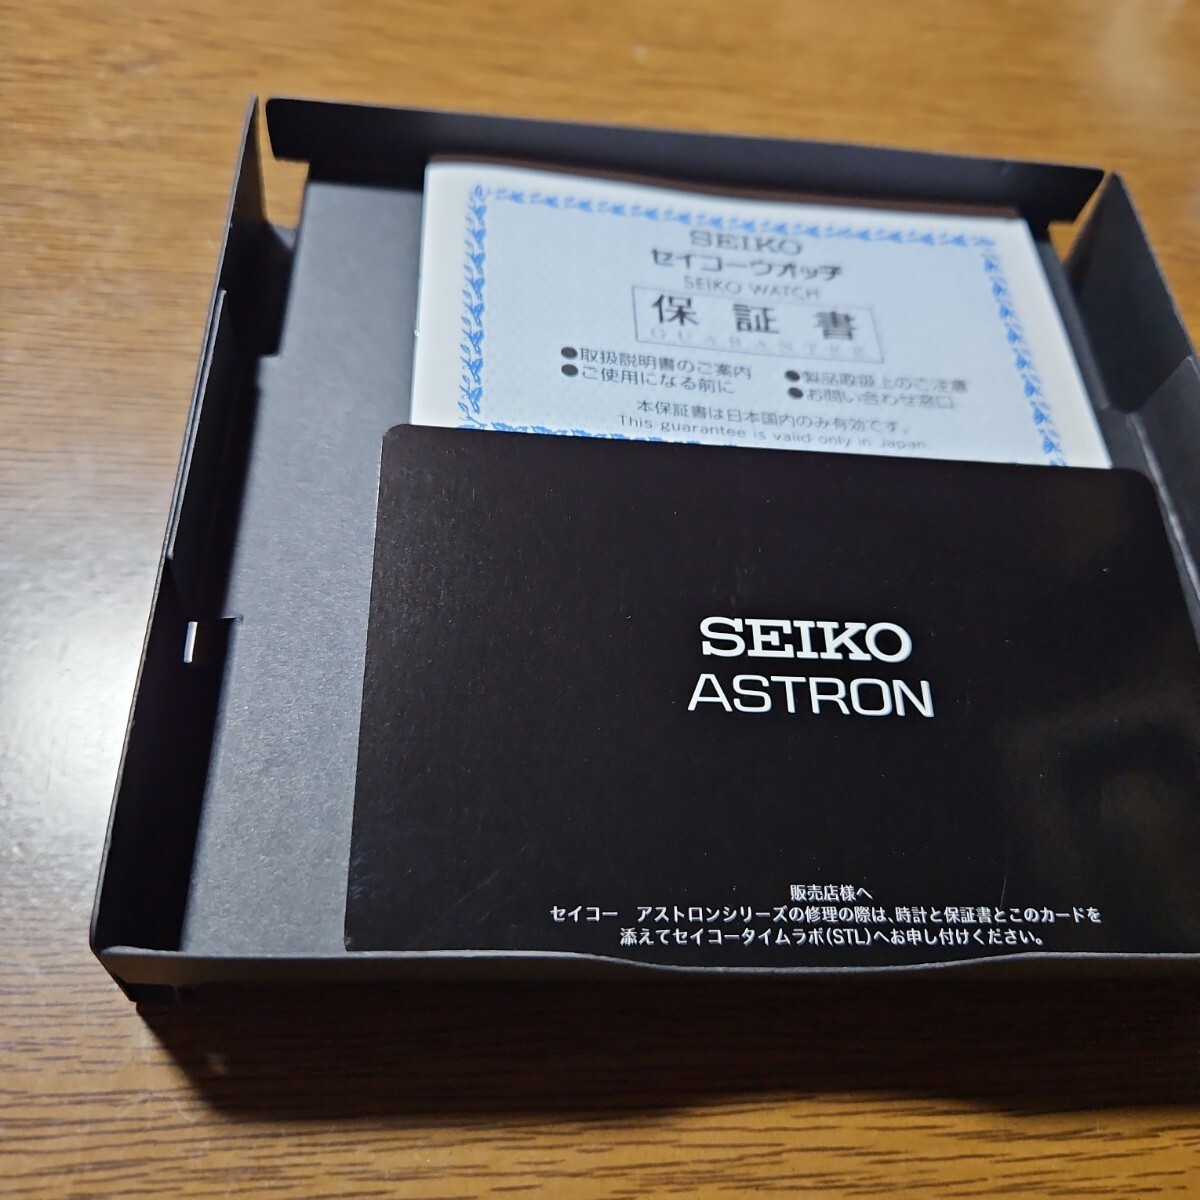 SEIKO
セイコーウオッチ
SEIKO WATCH
保証書
GUARANTEE
●取扱説明書のご案内
●ご使用になる前に
●製品取扱上のご注意
●お問い合わせ窓口
本保証書は日本国内のみ有効です。
This guarantee is valid only in Japan.
SEIKO
ASTRON
販売店様へ
セイコー　アストロンシリーズの修理の際は、時計と保証書とこのカードを
添えてセイコータイムラボ(STL)へお申し付けください。